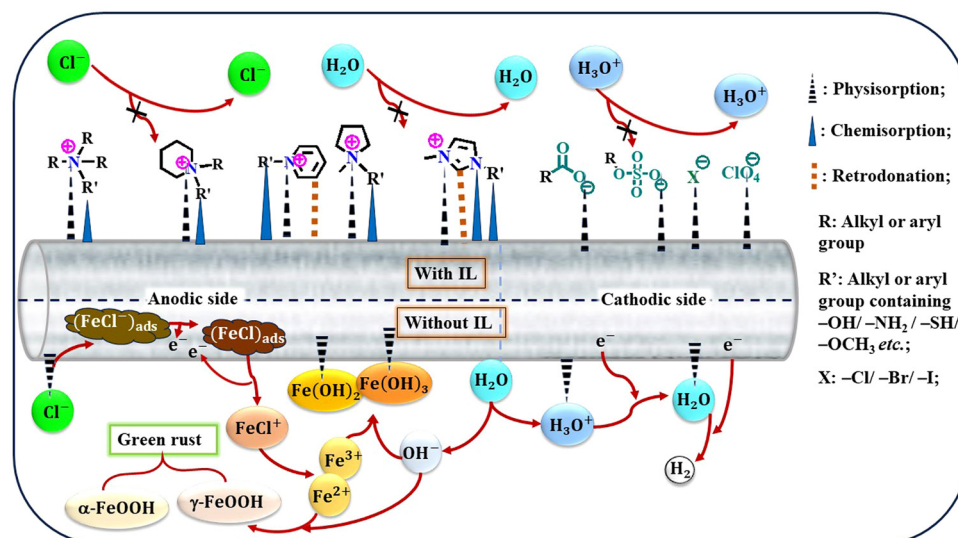 Cl⁻
Cl⁻
H₂O
H₂O
H₃O⁺
H₃O⁺
: Physisorption;
: Chemisorption;
: Retrodonation;
R: Alkyl or aryl
group
R’: Alkyl or aryl
group containing
–OH/ –NH₂ / –SH/
–OCH₃ etc.;
X: –Cl/ –Br/ –I;
R
⊕
R–N–R
R'
⊕
N
R
R'
R'
⊕
N
⊕
N
R'
⊕
N
N
R'
O
R
O
⊖
R
O
S
O
O
⊖
X
⊖
ClO₄
⊖
With IL
Anodic side
Cathodic side
Without IL
(FeCl⁻)ads
e⁻
e⁻
(FeCl)ads
e⁻
e⁻
Cl⁻
FeCl⁺
Fe(OH)₂
Fe(OH)₃
H₂O
H₃O⁺
H₂O
H₂
Green rust
Fe³⁺
Fe²⁺
OH⁻
α-FeOOH
γ-FeOOH